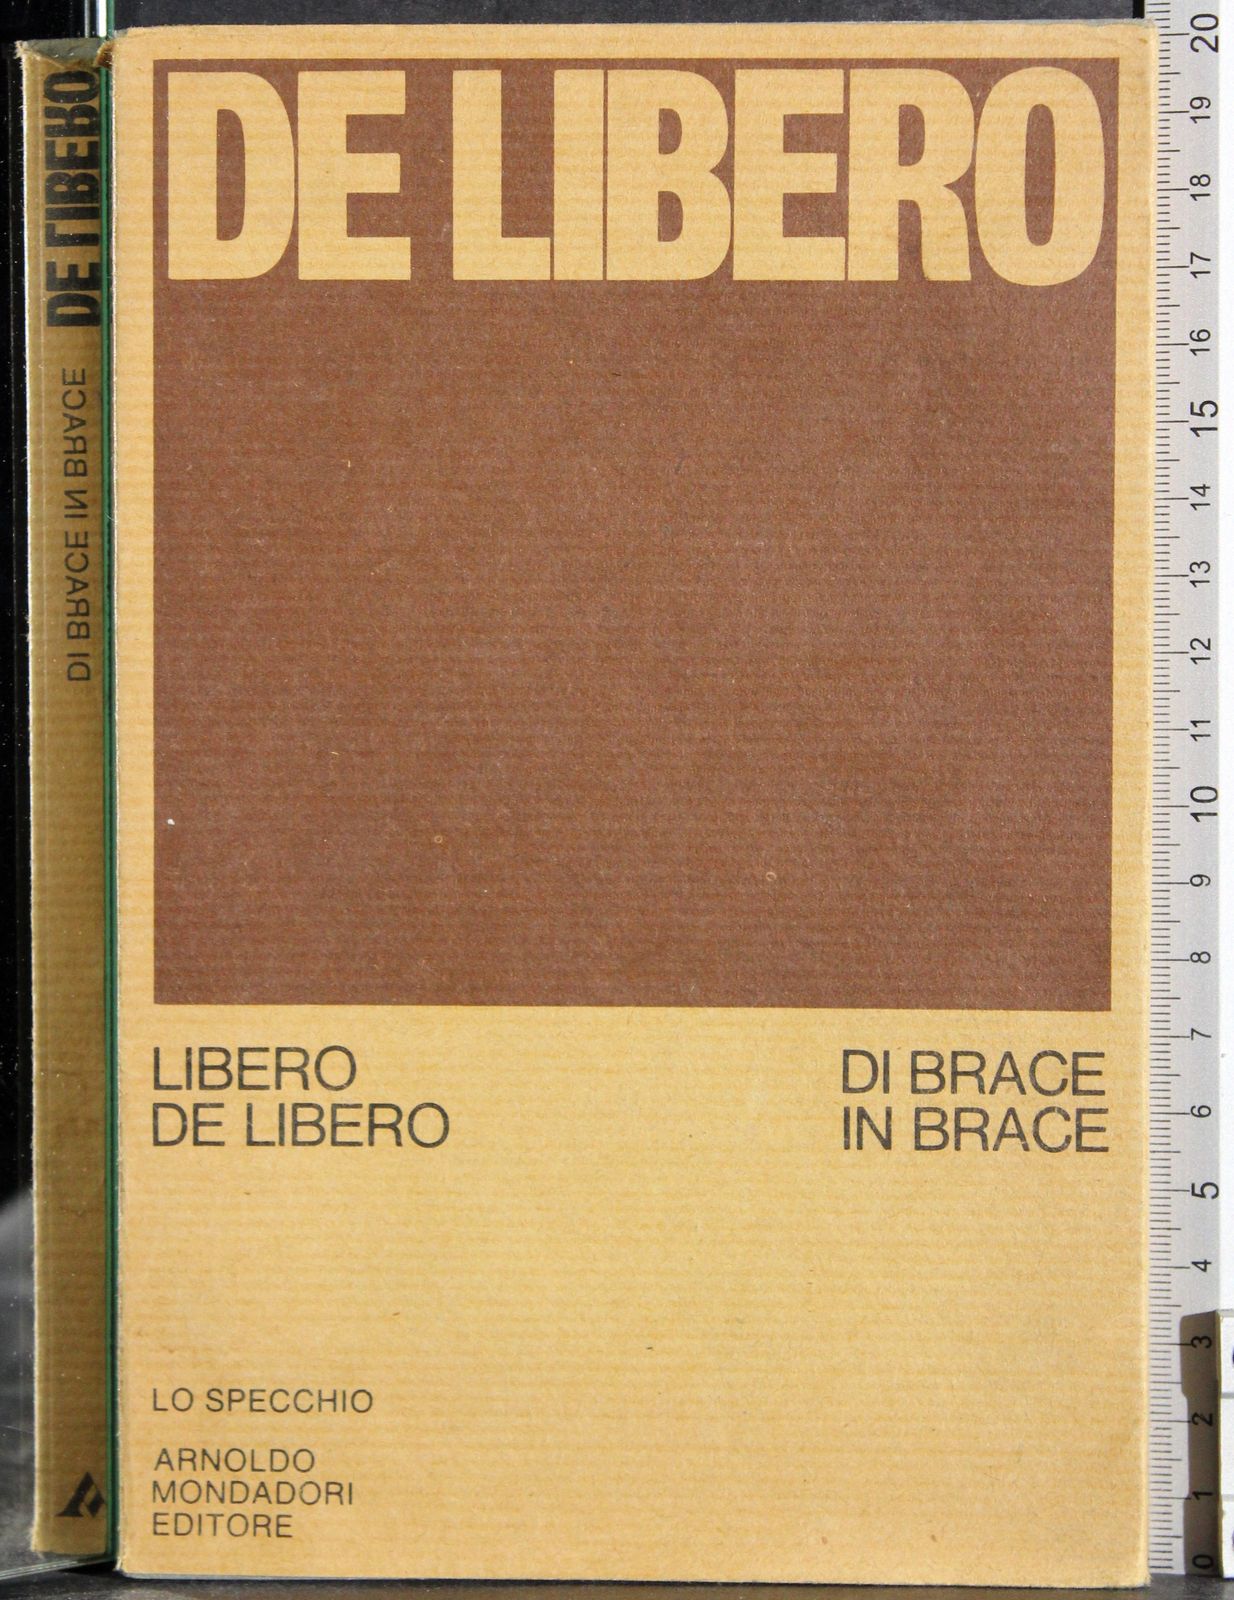 DE LIBERO
LIBERO
DE LIBERO
DI BRACE
IN BRACE
LO SPECCHIO
ARNOLDO
MONDADORI
EDITORE
DE LIBERO
DI BRACE IN BRACE
20
19
18
17
16
15
14
13
12
11
10
9
8
7
6
5
4
3
2
1
0